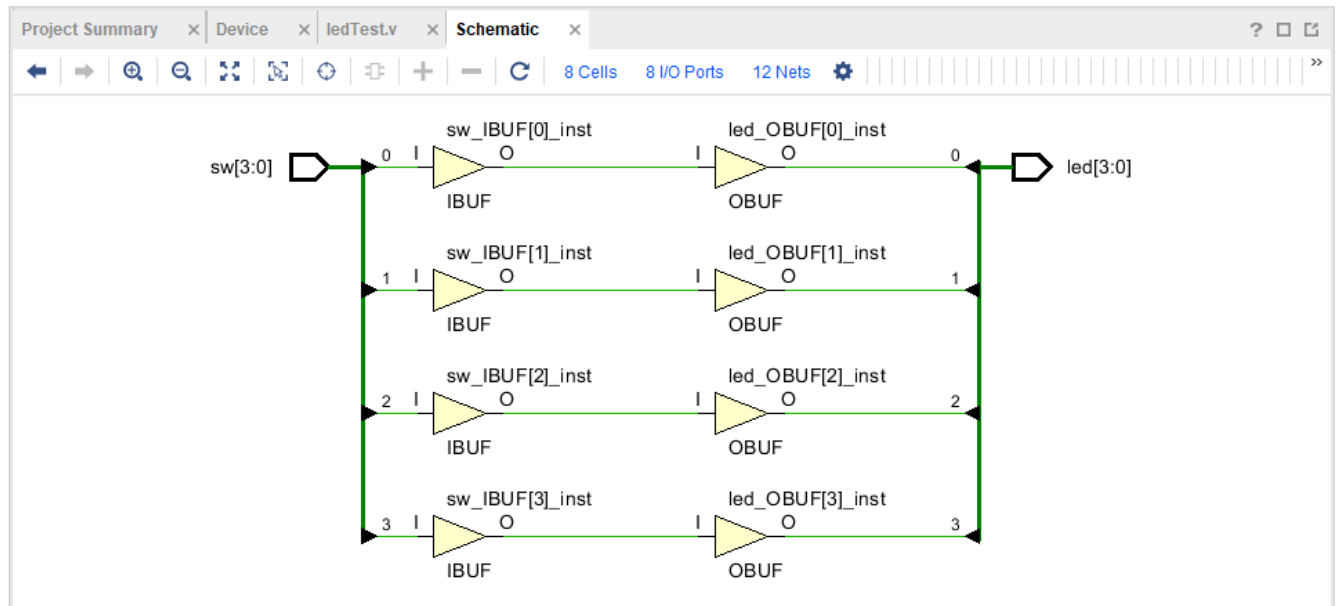 Project Summary × Device × ledTest.v × Schematic × ?
8 Cells 8 I/O Ports 12 Nets »
sw_IBUF[0]_inst led_OBUF[0]_inst
sw[3:0] 0 I O I O 0 led[3:0]
IBUF OBUF
sw_IBUF[1]_inst led_OBUF[1]_inst
1 I O I O 1
IBUF OBUF
sw_IBUF[2]_inst led_OBUF[2]_inst
2 I O I O 2
IBUF OBUF
sw_IBUF[3]_inst led_OBUF[3]_inst
3 I O I O 3
IBUF OBUF